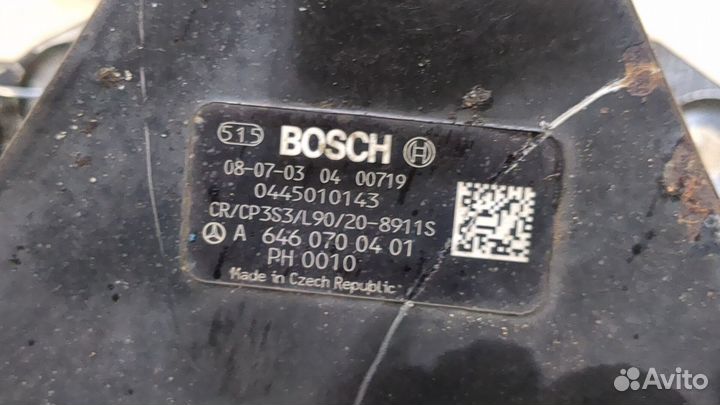 515 BOSCH
08-07-03 04 00719
0445010143
CR/CP3S3/L90/20-8911S
A 646 070 04 01
PH 0010
Made in Czech Republic
Avito